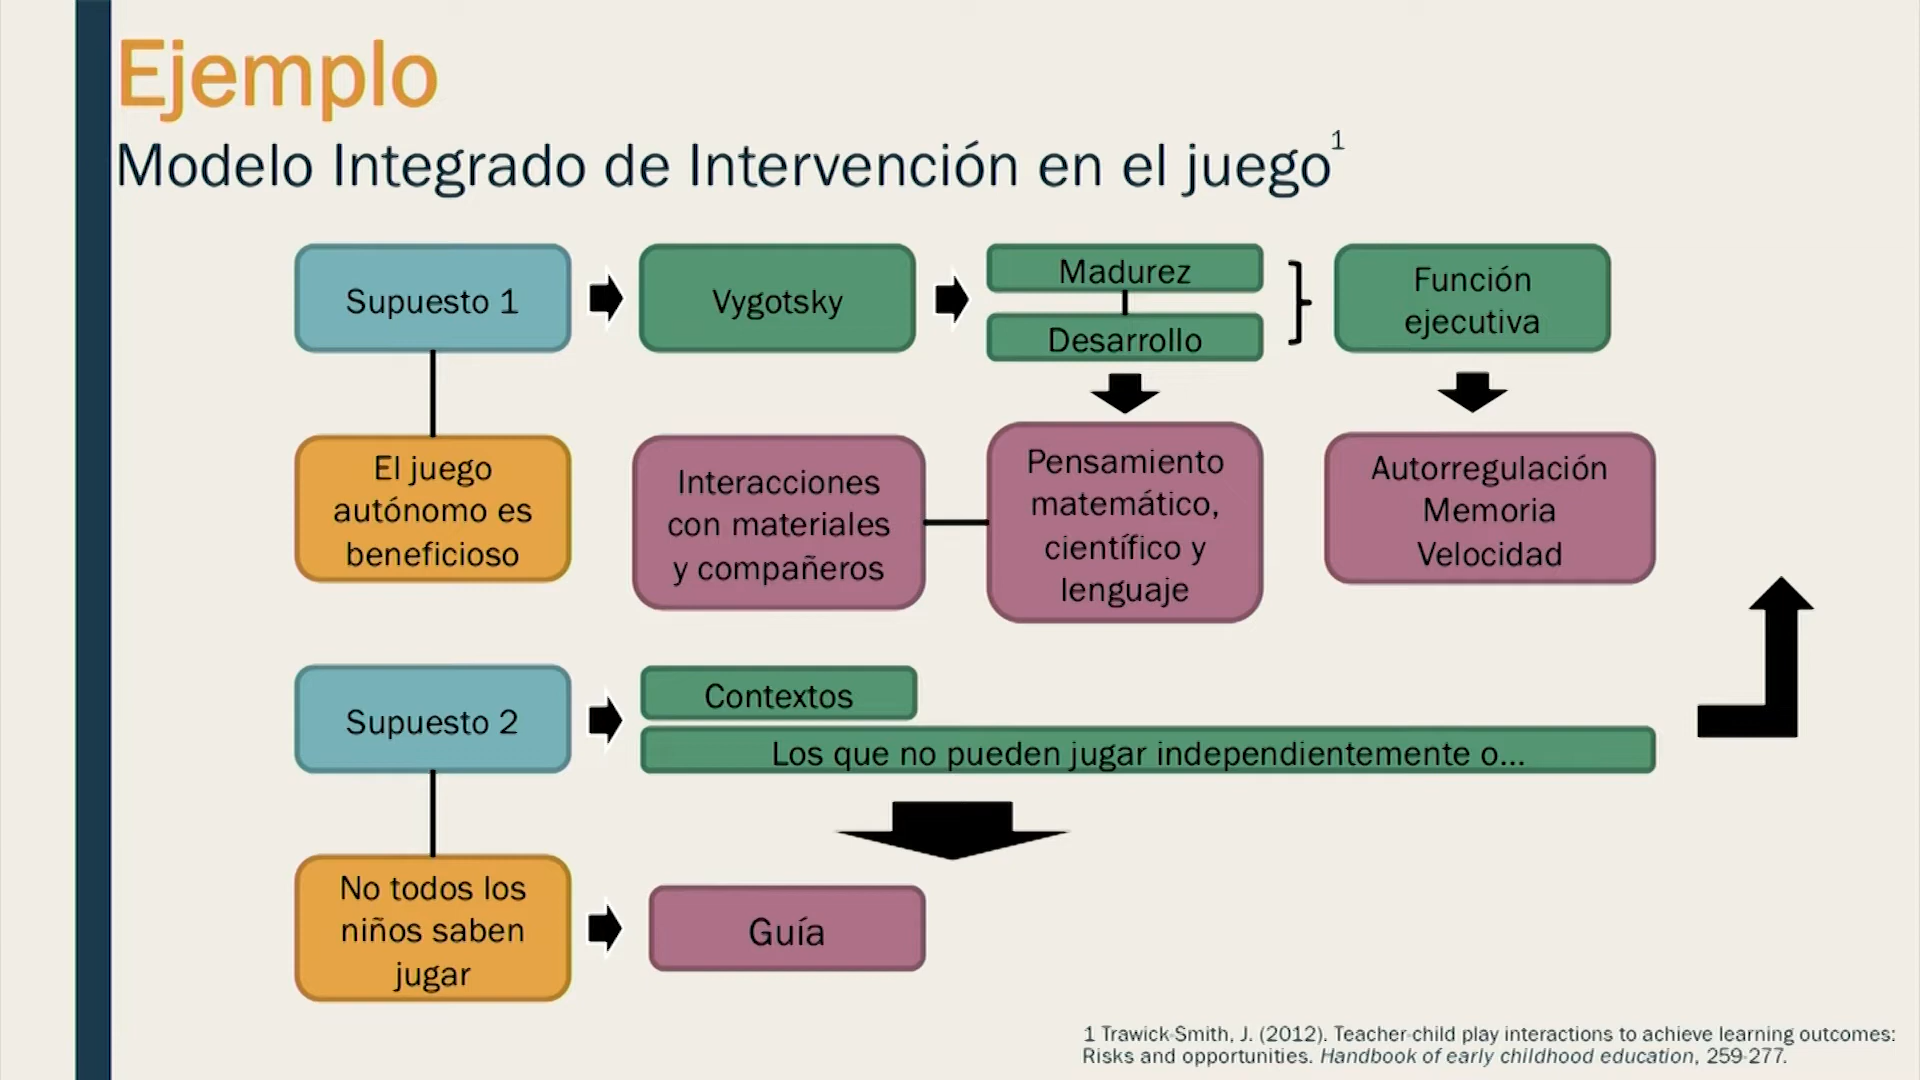 Ejemplo
Modelo Integrado de Intervención en el juego1
Supuesto 1
Vygotsky
Madurez
Desarrollo
Función
ejecutiva
El juego
autónomo es
beneficioso
Interacciones
con materiales
y compañeros
Pensamiento
matemático,
científico y
lenguaje
Autorregulación
Memoria
Velocidad
Supuesto 2
Contextos
Los que no pueden jugar independientemente o...
No todos los
niños saben
jugar
Guía
1 Trawick-Smith, J. (2012). Teacher-child play interactions to achieve learning outcomes:
Risks and opportunities. Handbook of early childhood education, 259-277.